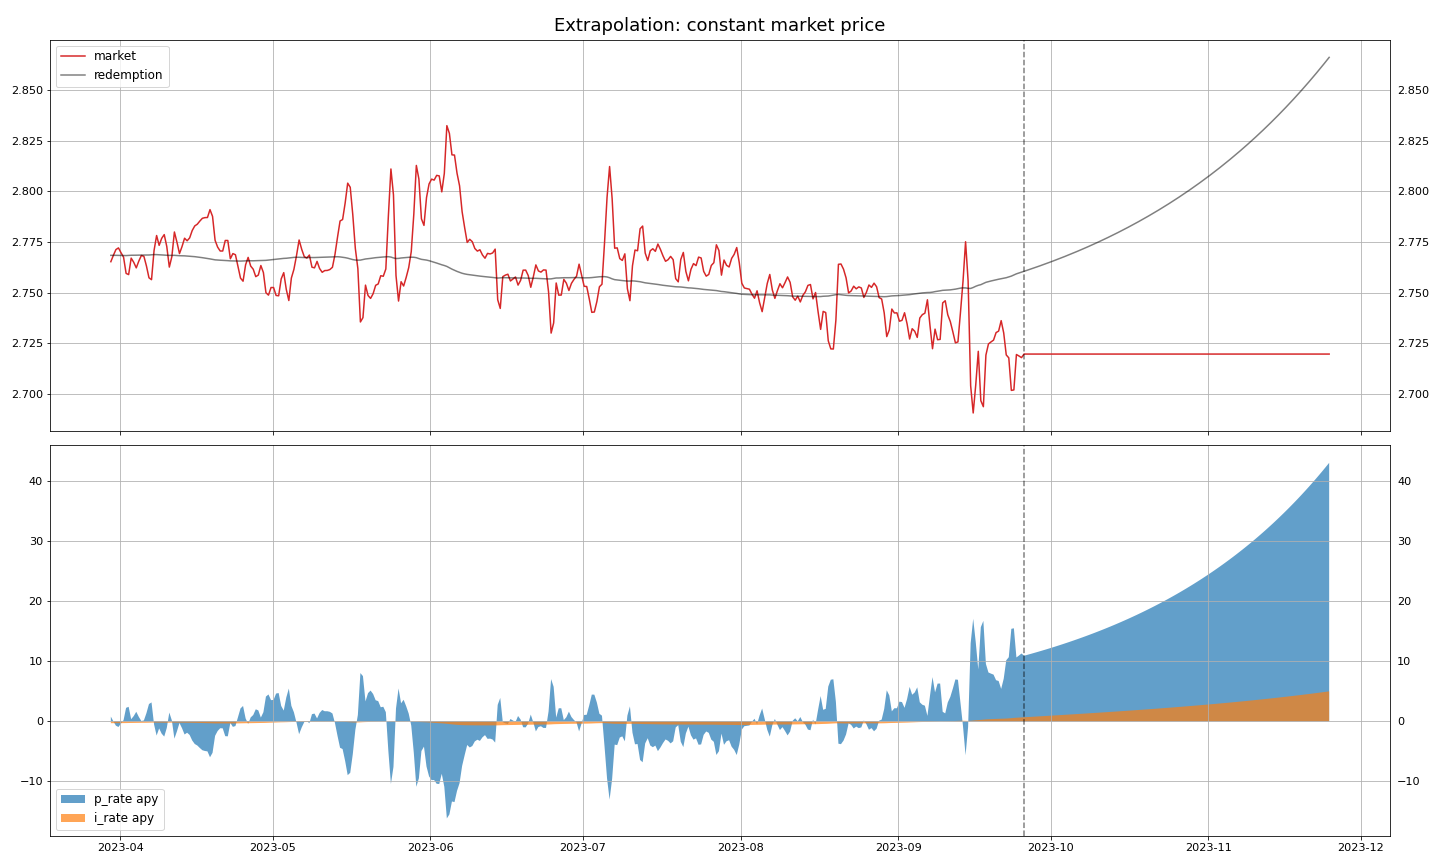 Extrapolation: constant market price
market
redemption
2.850 2.850
2.825 2.825
2.800 2.800
2.775 2.775
2.750 2.750
2.725 2.725
2.700 2.700
40 40
30 30
20 20
10 10
0 0
−10 −10
p_rate apy
i_rate apy
2023-04 2023-05 2023-06 2023-07 2023-08 2023-09 2023-10 2023-11 2023-12